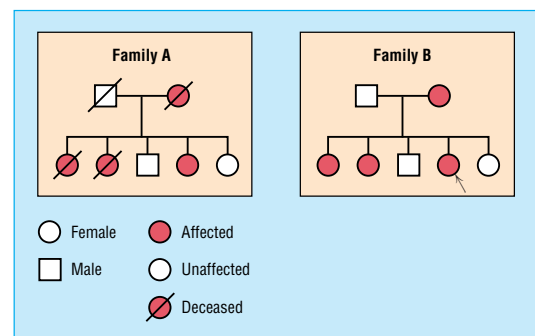 Family A
Family B
Female
Affected
Male
Unaffected
Deceased